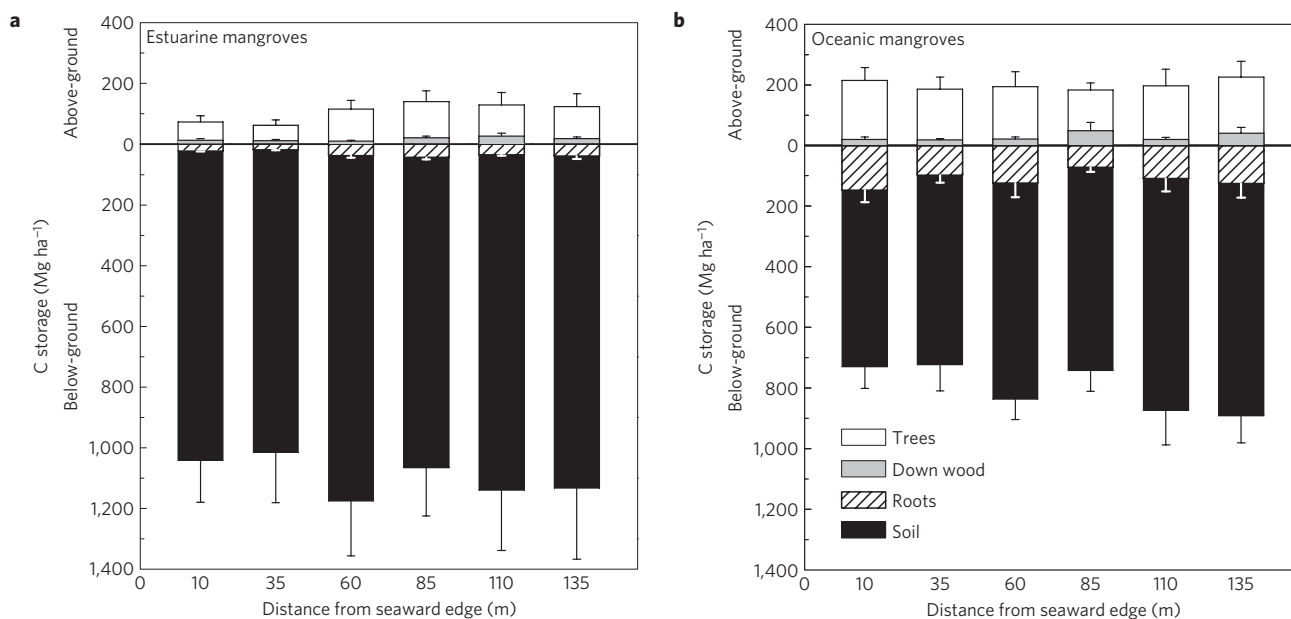 a
Estuarine mangroves
400
200
0
200
400
600
800
1,000
1,200
1,400
Above-ground
C storage (Mg ha⁻¹)
Below-ground
0
10
35
60
85
110
135
Distance from seaward edge (m)
b
Oceanic mangroves
400
200
0
200
400
600
800
1,000
1,200
1,400
Above-ground
C storage (Mg ha⁻¹)
Below-ground
Trees
Down wood
Roots
Soil
0
10
35
60
85
110
135
Distance from seaward edge (m)